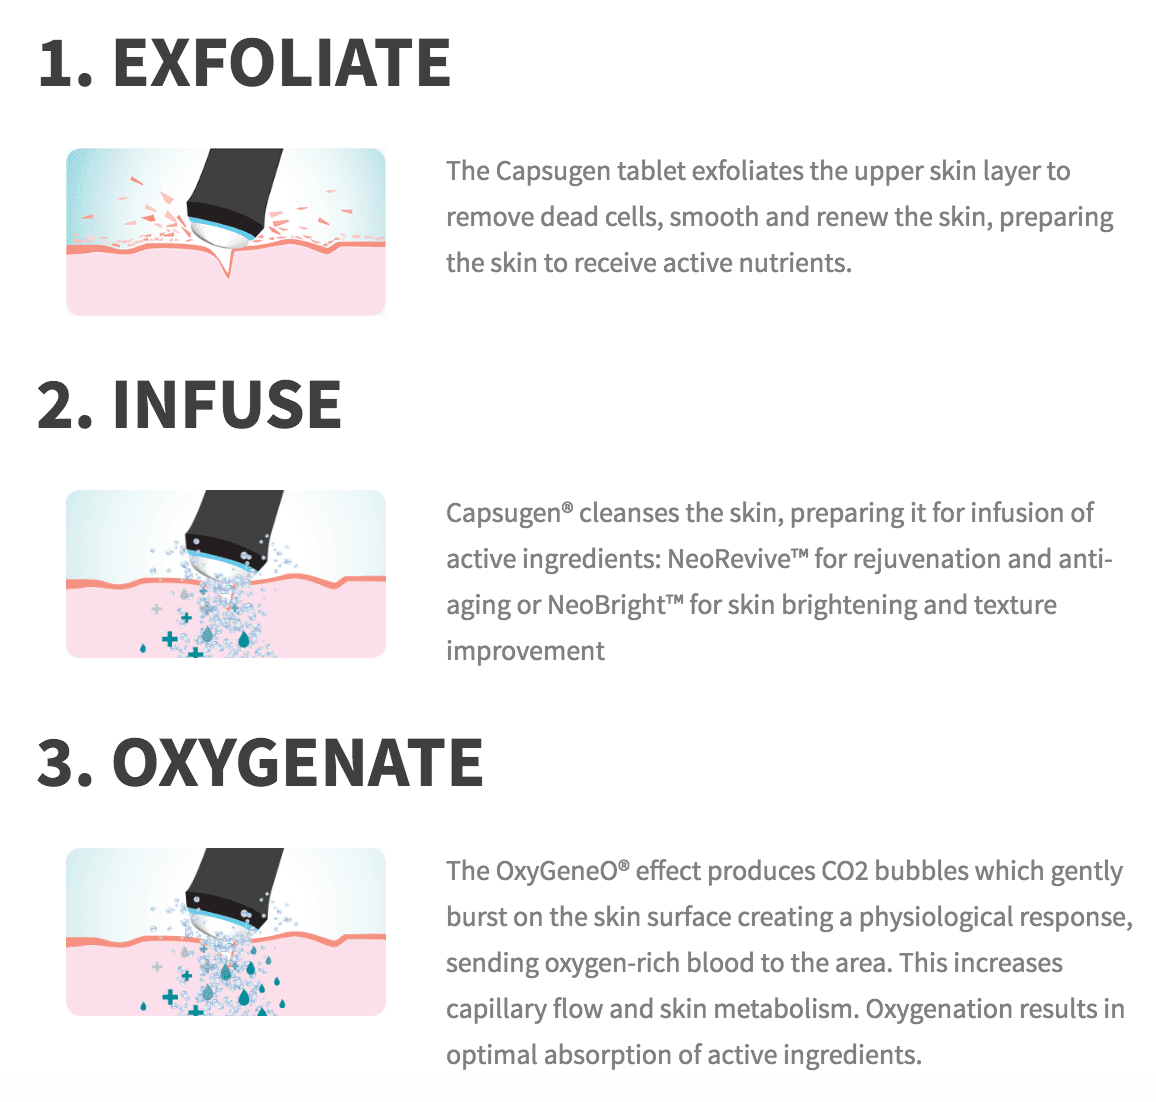 1. EXFOLIATE
The Capsugen tablet exfoliates the upper skin layer to
remove dead cells, smooth and renew the skin, preparing
the skin to receive active nutrients.
2. INFUSE
Capsugen® cleanses the skin, preparing it for infusion of
active ingredients: NeoRevive™ for rejuvenation and anti-
aging or NeoBright™ for skin brightening and texture
improvement
3. OXYGENATE
The OxyGeneO® effect produces CO2 bubbles which gently
burst on the skin surface creating a physiological response,
sending oxygen-rich blood to the area. This increases
capillary flow and skin metabolism. Oxygenation results in
optimal absorption of active ingredients.